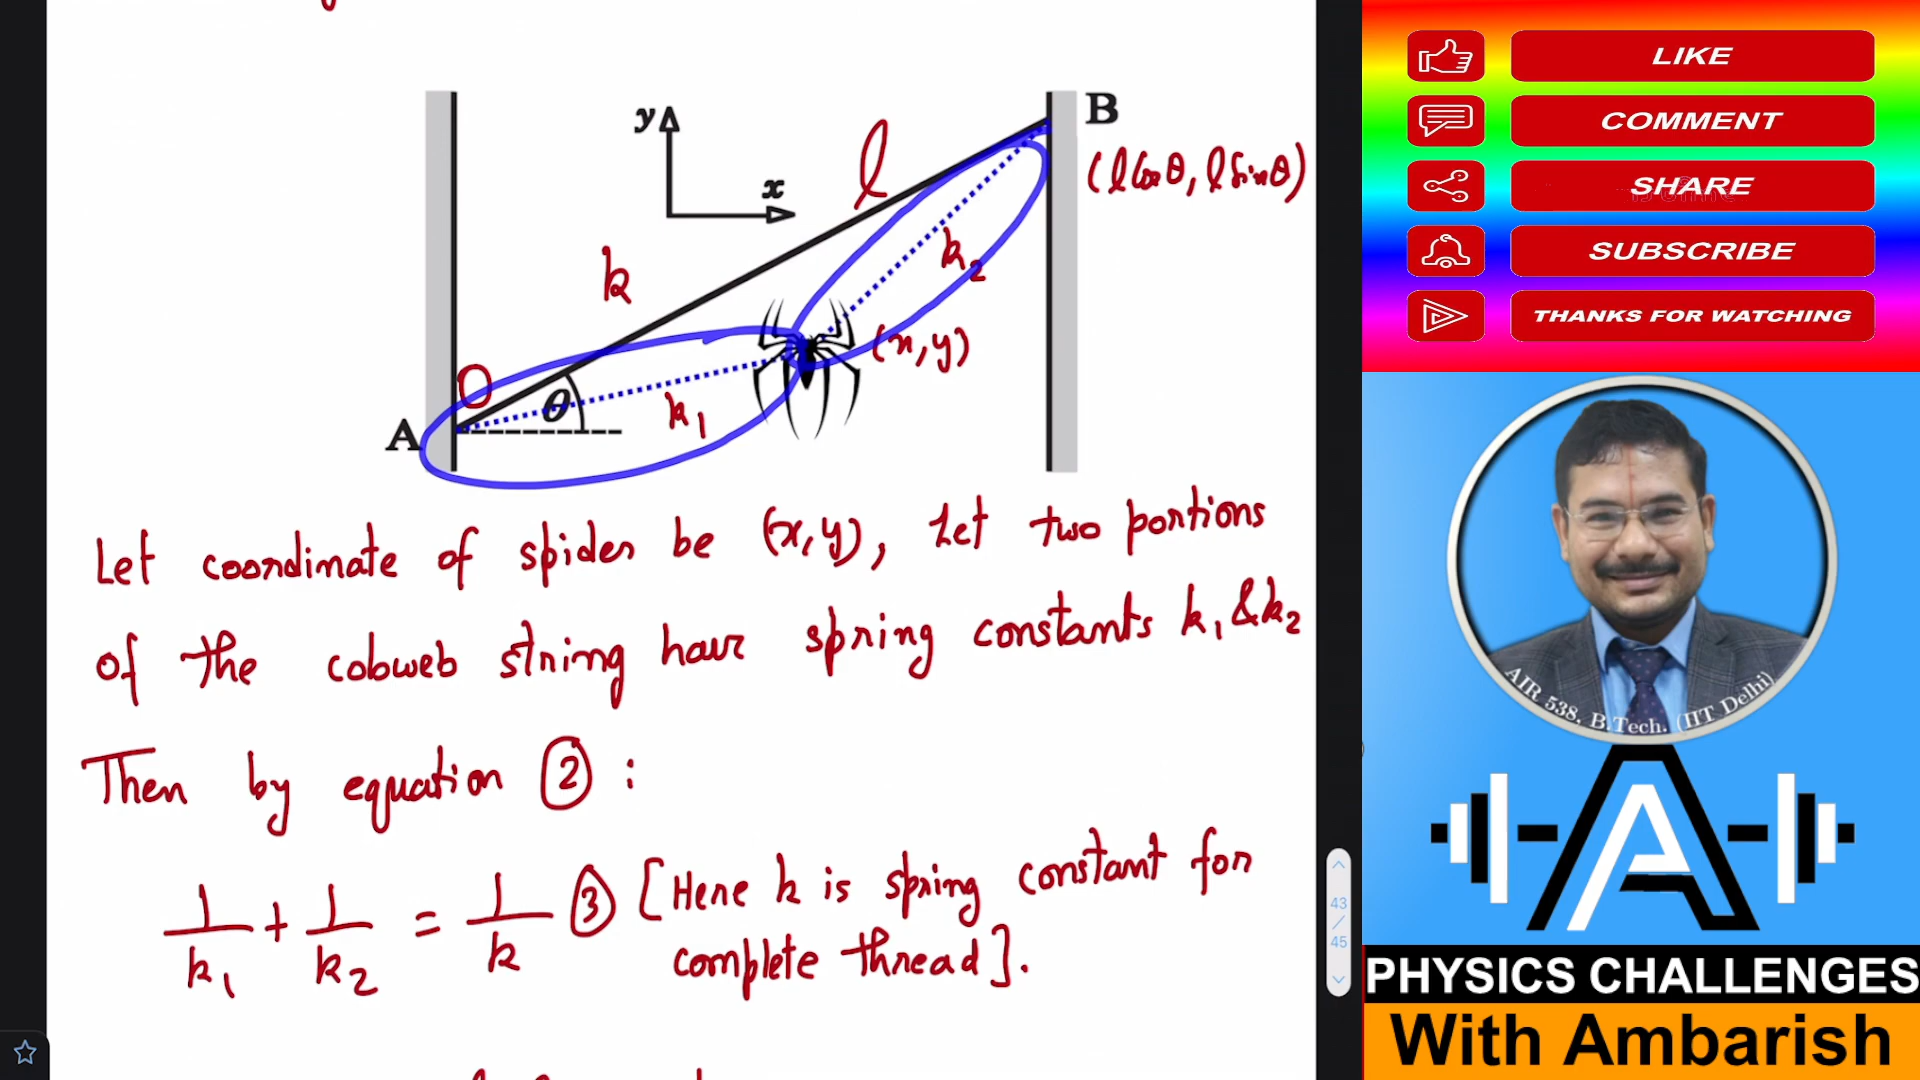 y
x
B
l
(l Cos θ, l Sin θ)
k
k2
(x, y)
O
θ
k1
A
Let coordinate of spider be (x, y), Let two portions
of the cobweb string have spring constants k1 & k2
Then by equation ② :
1/k1 + 1/k2 = 1/k ③ [Here k is spring constant for
complete thread].
43
/
45
LIKE
COMMENT
SHARE
SUBSCRIBE
THANKS FOR WATCHING
AIR 538, B.Tech. (IIT Delhi)
A
PHYSICS CHALLENGES
With Ambarish